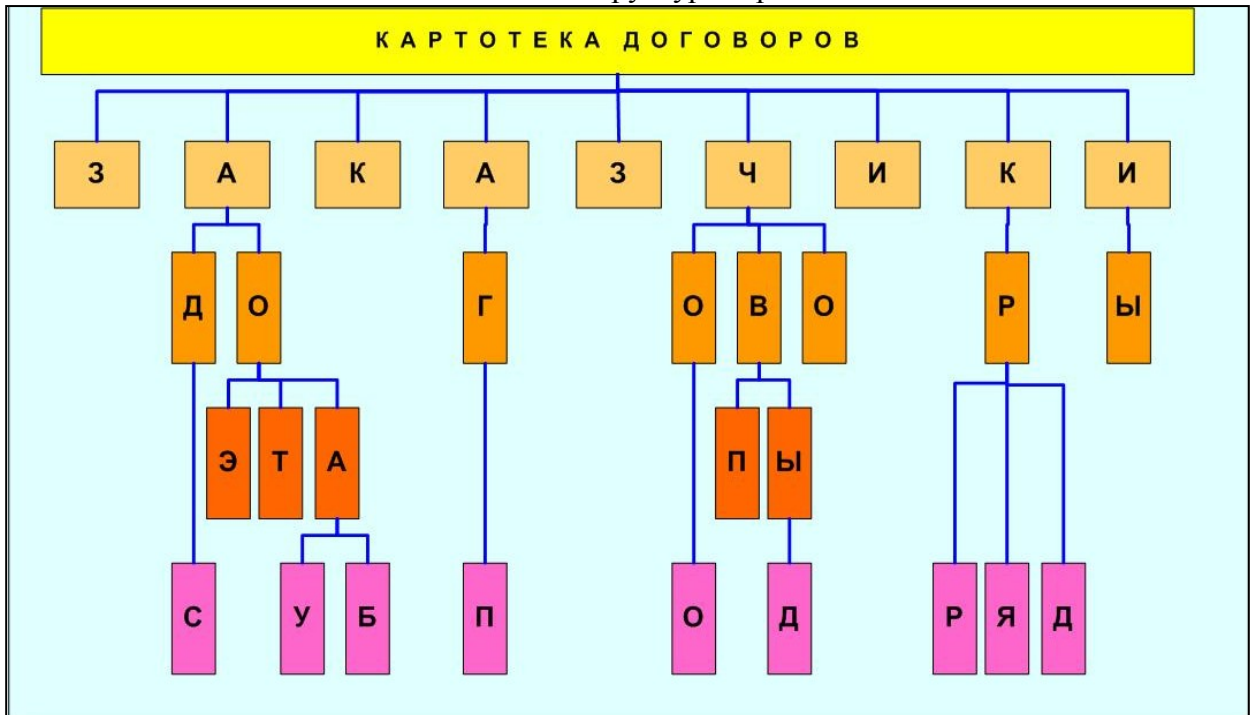 КАРТОТЕКА ДОГОВОРОВ
З А К А З Ч И К И
Д О Г О В О Р Ы
Э Т А П Ы
С У Б П О Д Р Я Д